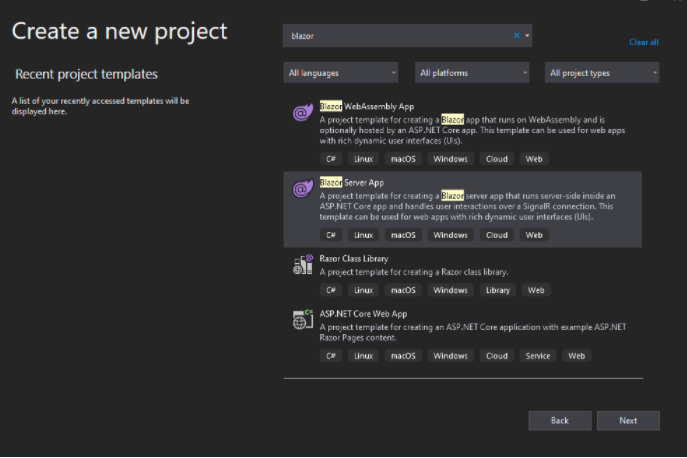 Create a new project
blazor
Clear all
Recent project templates
All languages
All platforms
All project types
A list of your recently accessed templates will be
displayed here.
Blazor WebAssembly App
A project template for creating a Blazor app that runs on WebAssembly and is
optionally hosted by an ASP.NET Core app. This template can be used for web apps
with rich dynamic user interfaces (UIs).
C# Linux macOS Windows Cloud Web
Blazor Server App
A project template for creating a Blazor server app that runs server-side inside an
ASP.NET Core app and handles user interactions over a SignalR connection. This
template can be used for web apps with rich dynamic user interfaces (UIs).
C# Linux macOS Windows Cloud Web
Razor Class Library
A project template for creating a Razor class library.
C# Linux macOS Windows Library Web
ASP.NET Core Web App
A project template for creating an ASP.NET Core application with example ASP.NET
Razor Pages content.
C# Linux macOS Windows Cloud Service Web
Back
Next